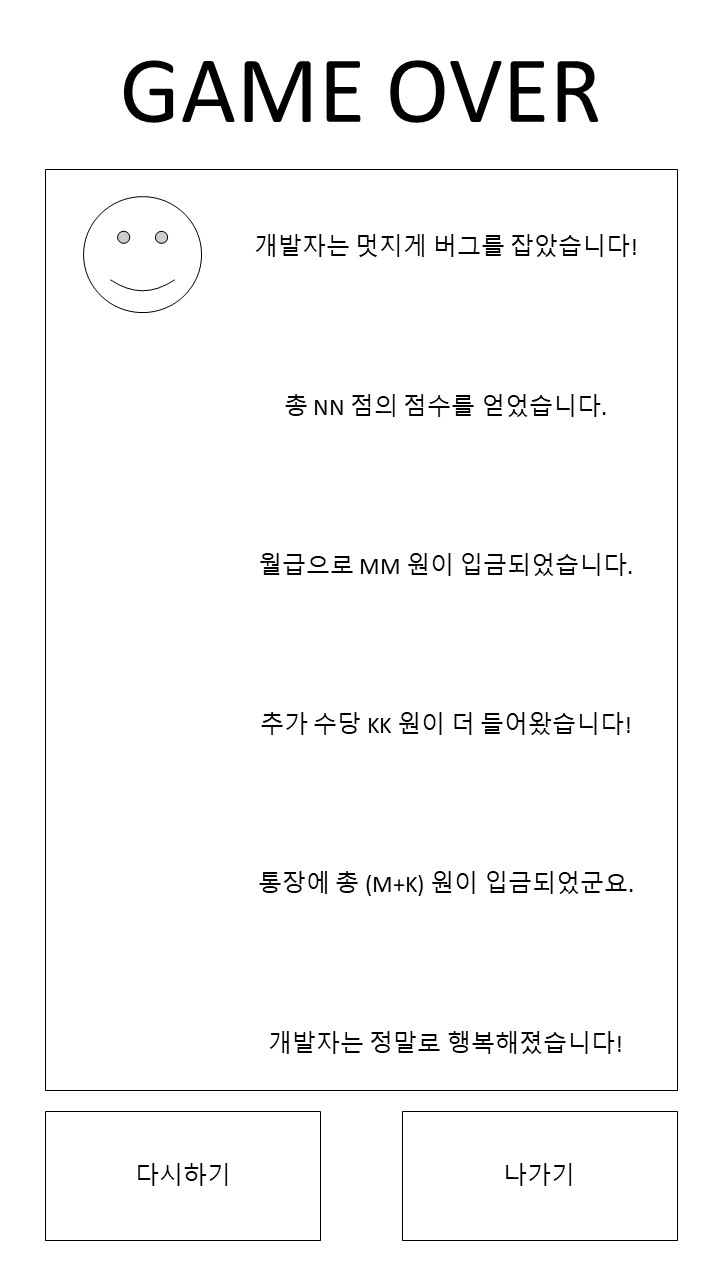 GAME OVER
개발자는 멋지게 버그를 잡았습니다!
총 NN 점의 점수를 얻었습니다.
월급으로 MM 원이 입금되었습니다.
추가 수당 KK 원이 더 들어왔습니다!
통장에 총 (M+K) 원이 입금되었군요.
개발자는 정말로 행복해졌습니다!
다시하기
나가기